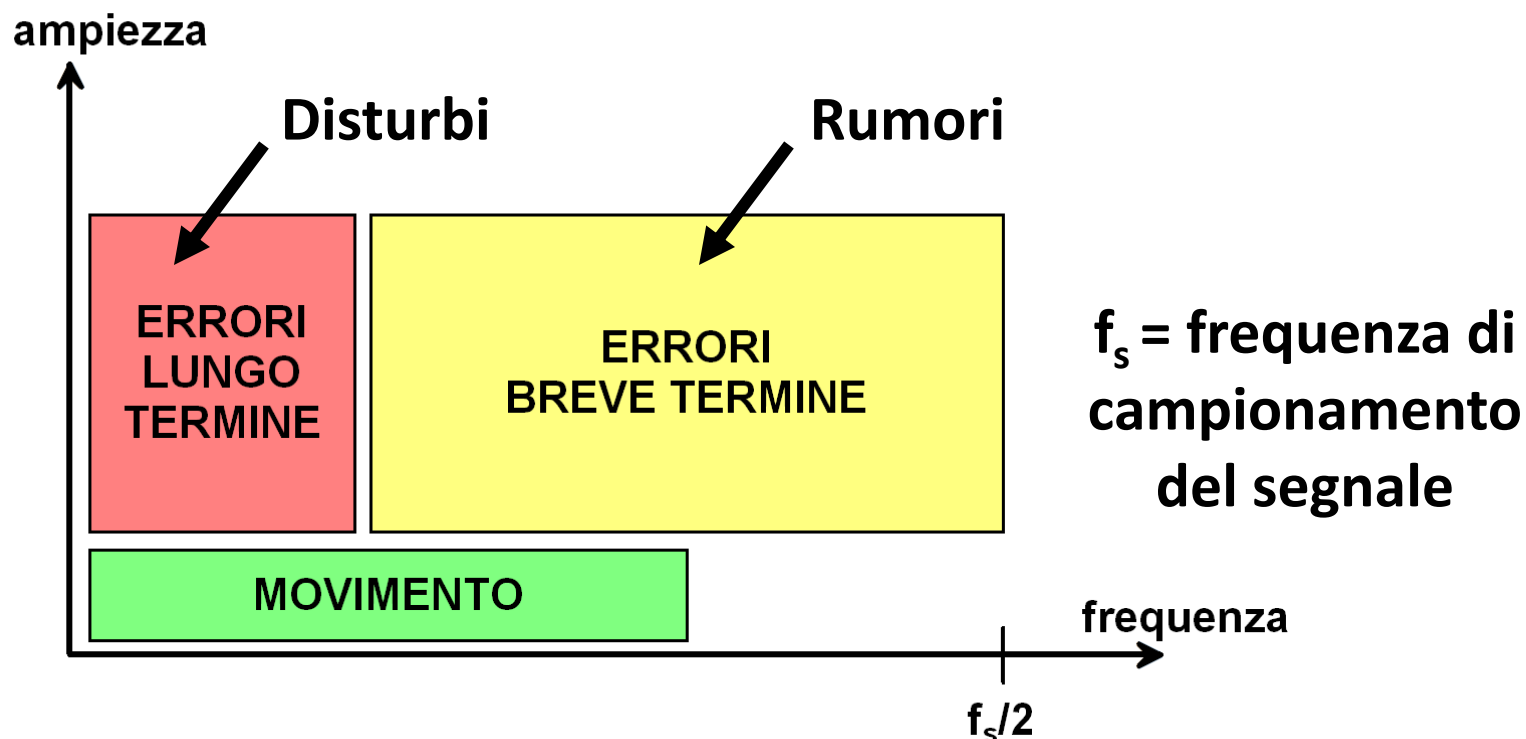 ampiezza
Disturbi
Rumori
ERRORI
LUNGO
TERMINE
ERRORI
BREVE TERMINE
fs = frequenza di
campionamento
del segnale
MOVIMENTO
frequenza
fs/2